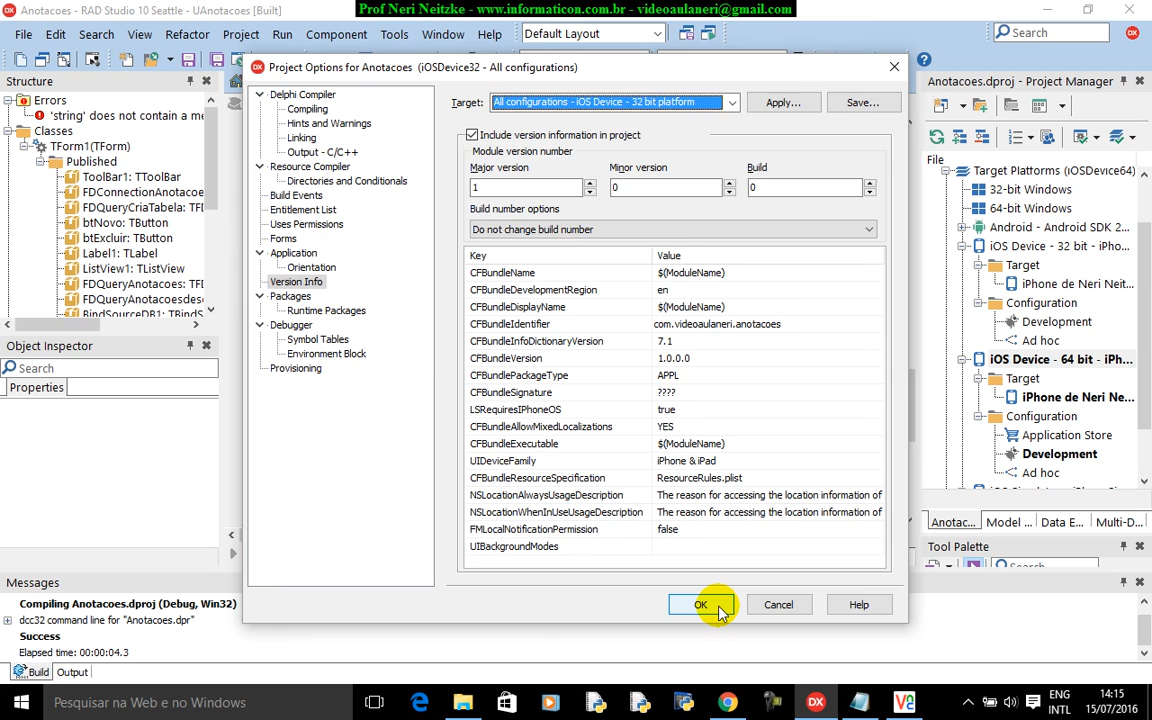 Anotacoes - RAD Studio 10 Seattle - UAnotacoes [Built]
Prof Neri Neitzke - www.informaticon.com.br - videoaulaneri@gmail.com
File Edit Search View Refactor Project Run Component Tools Window Help
Default Layout
Search
DX
Structure
Errors
'string' does not contain a me
Classes
TForm1(TForm)
Published
ToolBar1: TToolBar
FDConnectionAnotacoe
FDQueryCriaTabela: TFI
btNovo: TButton
btExcluir: TButton
Label1: TLabel
ListView1: TListView
FDQueryAnotacoes: TFI
FDQueryAnotacoesdes
BindSourceDB1: TBindS
Object Inspector
Search
Properties
Project Options for Anotacoes (iOSDevice32 - All configurations)
Delphi Compiler
Compiling
Hints and Warnings
Linking
Output - C/C++
Resource Compiler
Directories and Conditionals
Build Events
Entitlement List
Uses Permissions
Forms
Application
Orientation
Version Info
Packages
Runtime Packages
Debugger
Symbol Tables
Environment Block
Provisioning
Target: All configurations - iOS Device - 32 bit platform Apply... Save...
Include version information in project
Module version number
Major version Minor version Build
1 0 0
Build number options
Do not change build number
Key Value
CFBundleName $(ModuleName)
CFBundleDevelopmentRegion en
CFBundleDisplayName $(ModuleName)
CFBundleIdentifier com.videoaulaneri.anotacoes
CFBundleInfoDictionaryVersion 7.1
CFBundleVersion 1.0.0.0
CFBundlePackageType APPL
CFBundleSignature ????
LSRequiresIPhoneOS true
CFBundleAllowMixedLocalizations YES
CFBundleExecutable $(ModuleName)
UIDeviceFamily iPhone & iPad
CFBundleResourceSpecification ResourceRules.plist
NSLocationAlwaysUsageDescription The reason for accessing the location information of
NSLocationWhenInUseUsageDescription The reason for accessing the location information of
FMLocalNotificationPermission false
UIBackgroundModes
OK Cancel Help
Anotacoes.dproj - Project Manager
File
Target Platforms (iOSDevice64)
32-bit Windows
64-bit Windows
Android - Android SDK 2...
iOS Device - 32 bit - iPho...
Target
iPhone de Neri Neit...
Configuration
Development
Ad hoc
iOS Device - 64 bit - iPh...
Target
iPhone de Neri Ne...
Configuration
Application Store
Development
Ad hoc
Anotac... Model ... Data E... Multi-D...
Tool Palette
Search
Messages
Compiling Anotacoes.dproj (Debug, Win32)
dcc32 command line for "Anotacoes.dpr"
Success
Elapsed time: 00:00:04.3
Build Output
Pesquisar na Web e no Windows
DX
ENG
INTL
14:15
15/07/2016